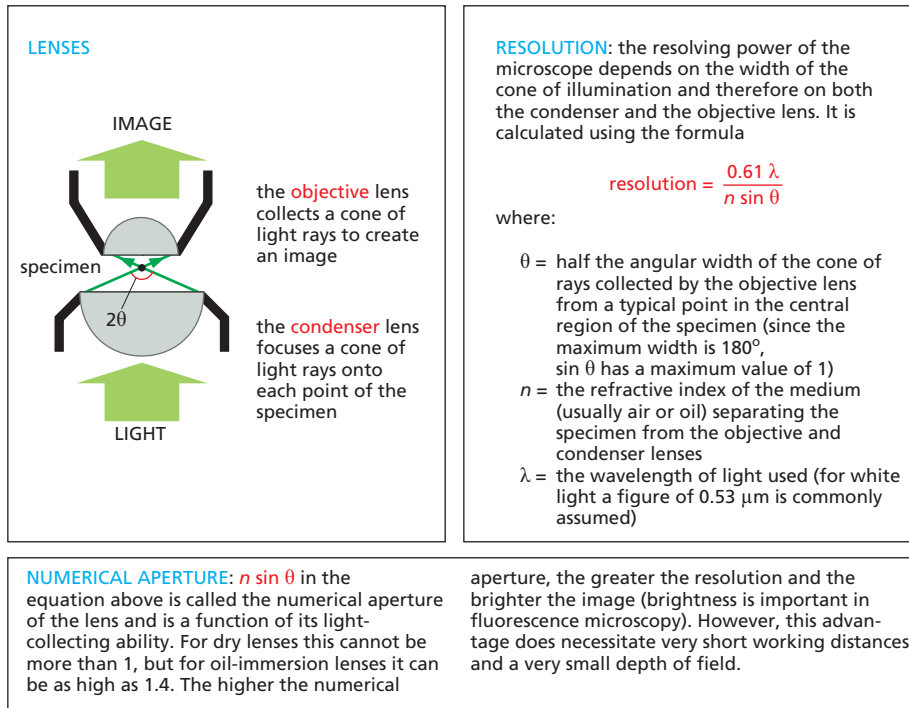 LENSES
IMAGE
the objective lens
collects a cone of
light rays to create
an image
specimen
2θ
the condenser lens
focuses a cone of
light rays onto
each point of the
specimen
LIGHT
RESOLUTION: the resolving power of the
microscope depends on the width of the
cone of illumination and therefore on both
the condenser and the objective lens. It is
calculated using the formula
resolution = 0.61 λ / n sin θ
where:
θ = half the angular width of the cone of
rays collected by the objective lens
from a typical point in the central
region of the specimen (since the
maximum width is 180°,
sin θ has a maximum value of 1)
n = the refractive index of the medium
(usually air or oil) separating the
specimen from the objective and
condenser lenses
λ = the wavelength of light used (for white
light a figure of 0.53 μm is commonly
assumed)
NUMERICAL APERTURE: n sin θ in the
equation above is called the numerical aperture
of the lens and is a function of its light-
collecting ability. For dry lenses this cannot be
more than 1, but for oil-immersion lenses it can
be as high as 1.4. The higher the numerical
aperture, the greater the resolution and the
brighter the image (brightness is important in
fluorescence microscopy). However, this advan-
tage does necessitate very short working distances
and a very small depth of field.